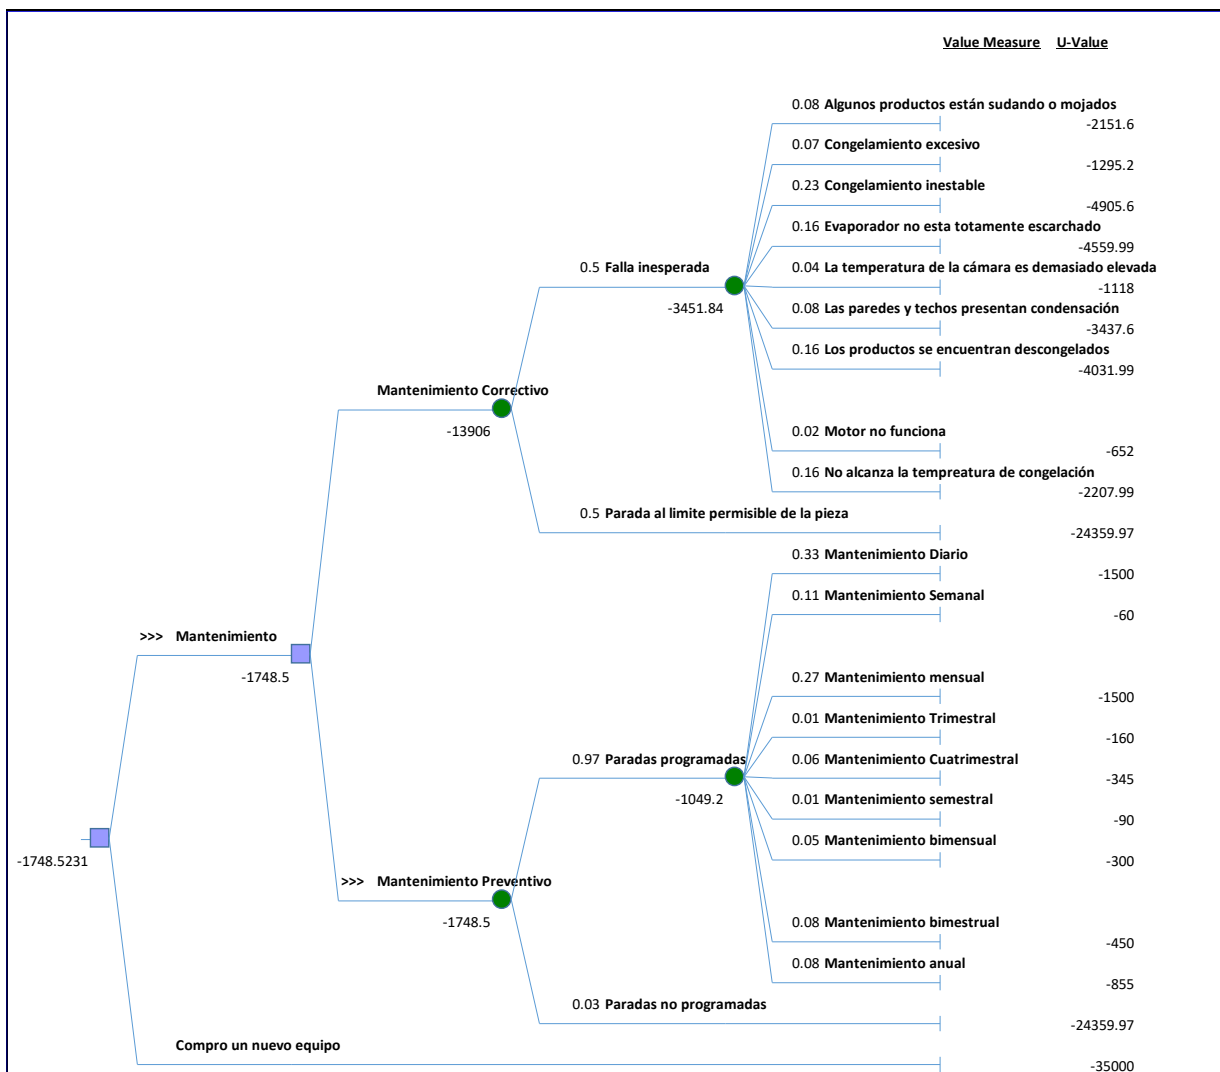 Value Measure U-Value
0.08 Algunos productos están sudando o mojados
-2151.6
0.07 Congelamiento excesivo
-1295.2
0.23 Congelamiento inestable
-4905.6
0.16 Evaporador no esta totamente escarchado
-4559.99
0.5 Falla inesperada
0.04 La temperatura de la cámara es demasiado elevada
-1118
-3451.84
0.08 Las paredes y techos presentan condensación
-3437.6
0.16 Los productos se encuentran descongelados
-4031.99
Mantenimiento Correctivo
-13906
0.02 Motor no funciona
-652
0.16 No alcanza la tempreatura de congelación
-2207.99
0.5 Parada al limite permisible de la pieza
-24359.97
0.33 Mantenimiento Diario
-1500
0.11 Mantenimiento Semanal
-60
>>> Mantenimiento
-1748.5
0.27 Mantenimiento mensual
-1500
0.01 Mantenimiento Trimestral
-160
0.97 Paradas programadas
0.06 Mantenimiento Cuatrimestral
-345
-1049.2
0.01 Mantenimiento semestral
-90
0.05 Mantenimiento bimensual
-300
-1748.5231
>>> Mantenimiento Preventivo
-1748.5
0.08 Mantenimiento bimestrual
-450
0.08 Mantenimiento anual
-855
0.03 Paradas no programadas
-24359.97
Compro un nuevo equipo
-35000